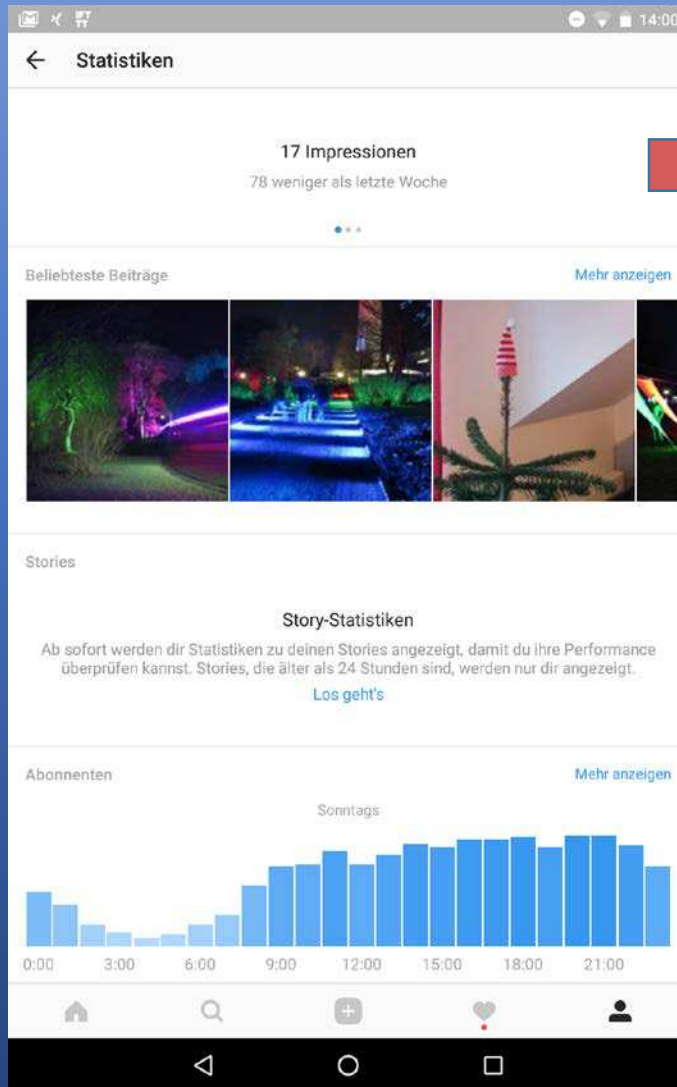 14:00
Statistiken
17 Impressionen
78 weniger als letzte Woche
Beliebteste Beiträge
Mehr anzeigen
Stories
Story-Statistiken
Ab sofort werden dir Statistiken zu deinen Stories angezeigt, damit du ihre Performance
überprüfen kannst. Stories, die älter als 24 Stunden sind, werden nur dir angezeigt.
Los geht's
Abonnenten
Mehr anzeigen
Sonntags
0:00 3:00 6:00 9:00 12:00 15:00 18:00 21:00